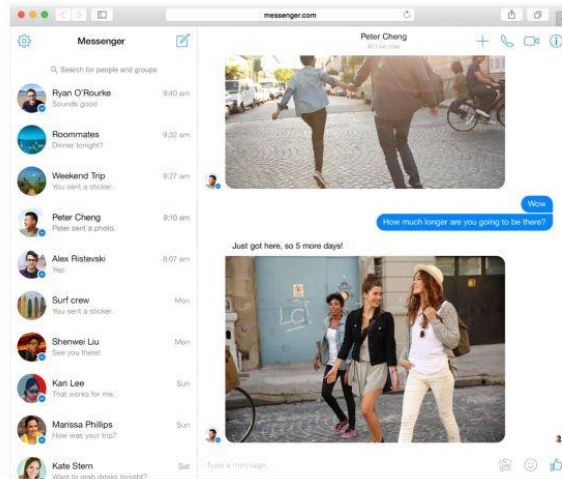 messenger.com
Messenger
Search for people and groups
Ryan O'Rourke
9:40 am
Sounds good
Roommates
9:32 am
Dinner tonight?
Weekend Trip
9:27 am
You sent a sticker.
Peter Cheng
9:10 am
Peter sent a photo.
Alex Ristevski
8:07 am
Yep
Surf crew
Mon
You sent a sticker.
Shenwei Liu
Mon
See you there!
Kari Lee
Sun
That works for me.
Marissa Phillips
Sun
How was your trip?
Kate Stern
Sat
Want to grab drinks tonight?
Peter Cheng
Active now
Wow
How much longer are you going to be there?
Just got here, so 5 more days!
Type a message...